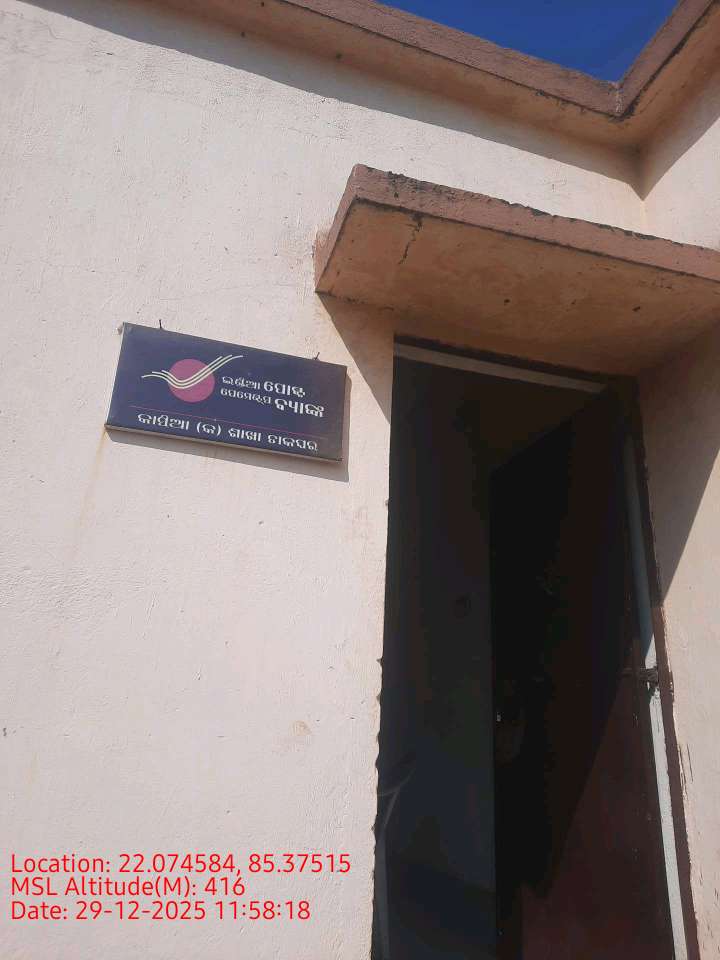 ଇଣ୍ଡିଆ ପୋଷ୍ଟ
ପେମେଣ୍ଟସ୍ ବ୍ୟାଙ୍କ
(କ) ଶାଖା ଡାକଘର
Location: 22.074584, 85.37515
MSL Altitude(M): 416
Date: 29-12-2025 11:58:18